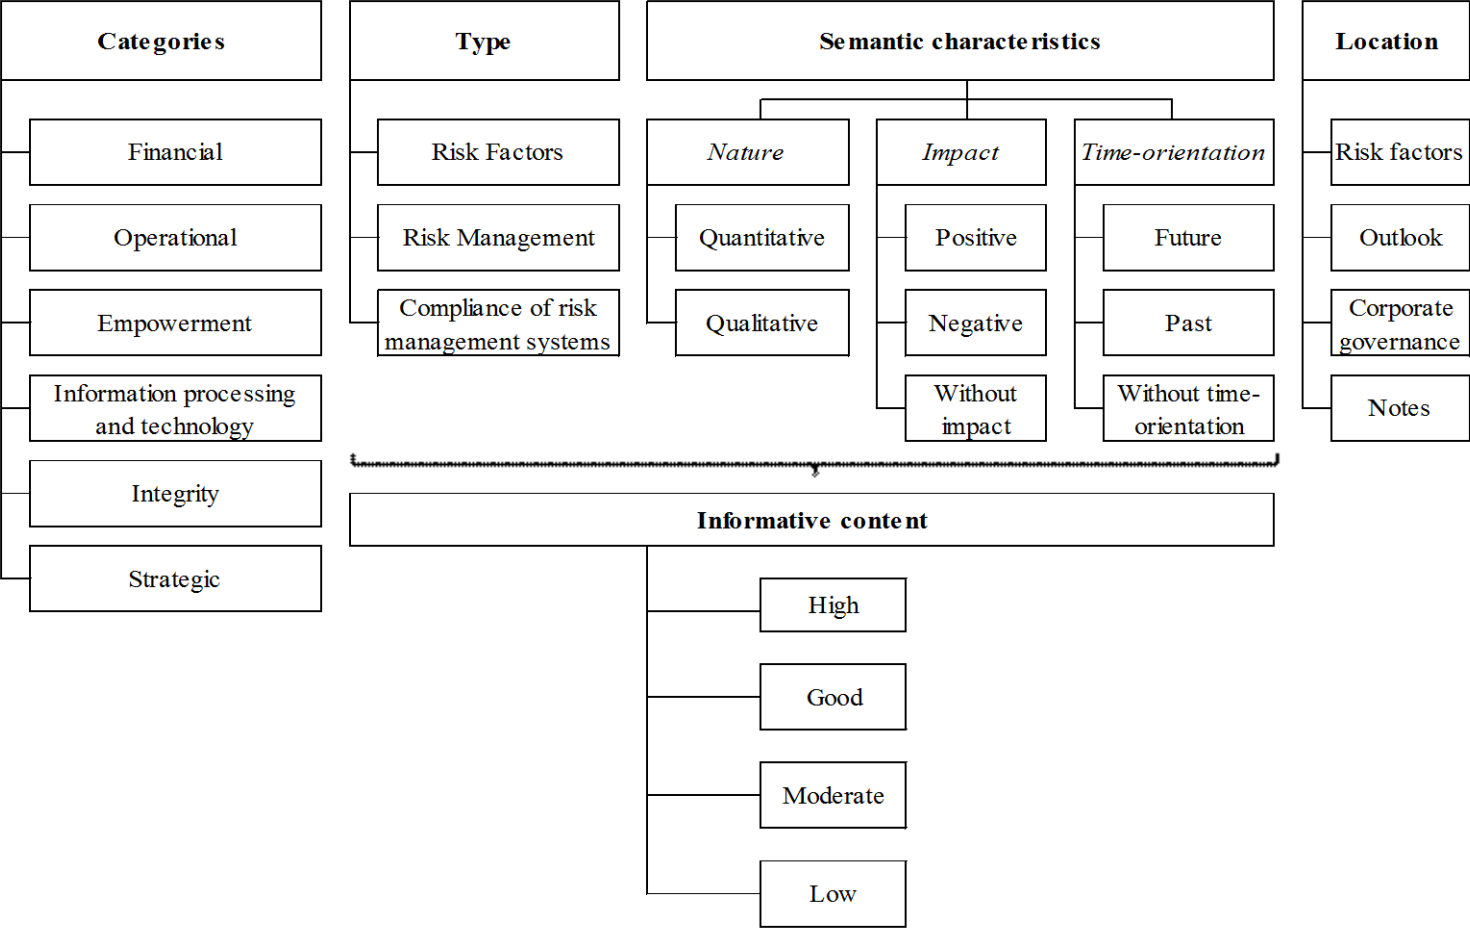 Categories
Type
Semantic characteristics
Location
Financial
Risk Factors
Nature
Impact
Time-orientation
Risk factors
Operational
Risk Management
Quantitative
Positive
Future
Outlook
Empowerment
Compliance of risk
management systems
Qualitative
Negative
Past
Corporate
governance
Information processing
and technology
Without
impact
Without time-
orientation
Notes
Integrity
Informative content
Strategic
High
Good
Moderate
Low